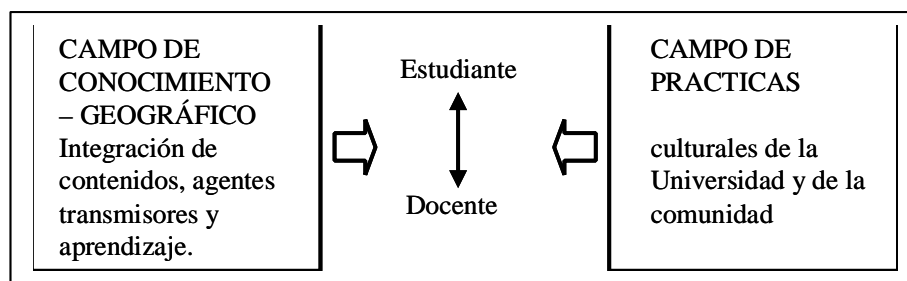 CAMPO DE
CONOCIMIENTO
– GEOGRÁFICO
Integración de
contenidos, agentes
transmisores y
aprendizaje.
Estudiante
Docente
CAMPO DE
PRACTICAS
culturales de la
Universidad y de la
comunidad